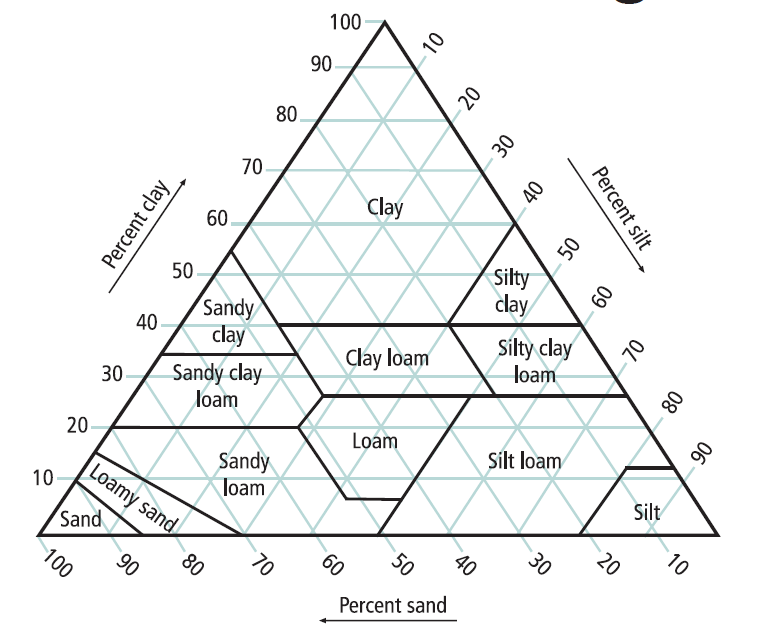 100
10
90
20
80
30
70
Percent clay
Percent silt
40
Clay
60
50
Silty
clay
50
60
Sandy
clay
40
Clay loam
Silty clay
loam
70
Sandy clay
loam
30
80
20
Loam
Sandy
loam
Silt loam
90
10
Loamy sand
Sand
Silt
100
90
80
70
60
50
40
30
20
10
Percent sand